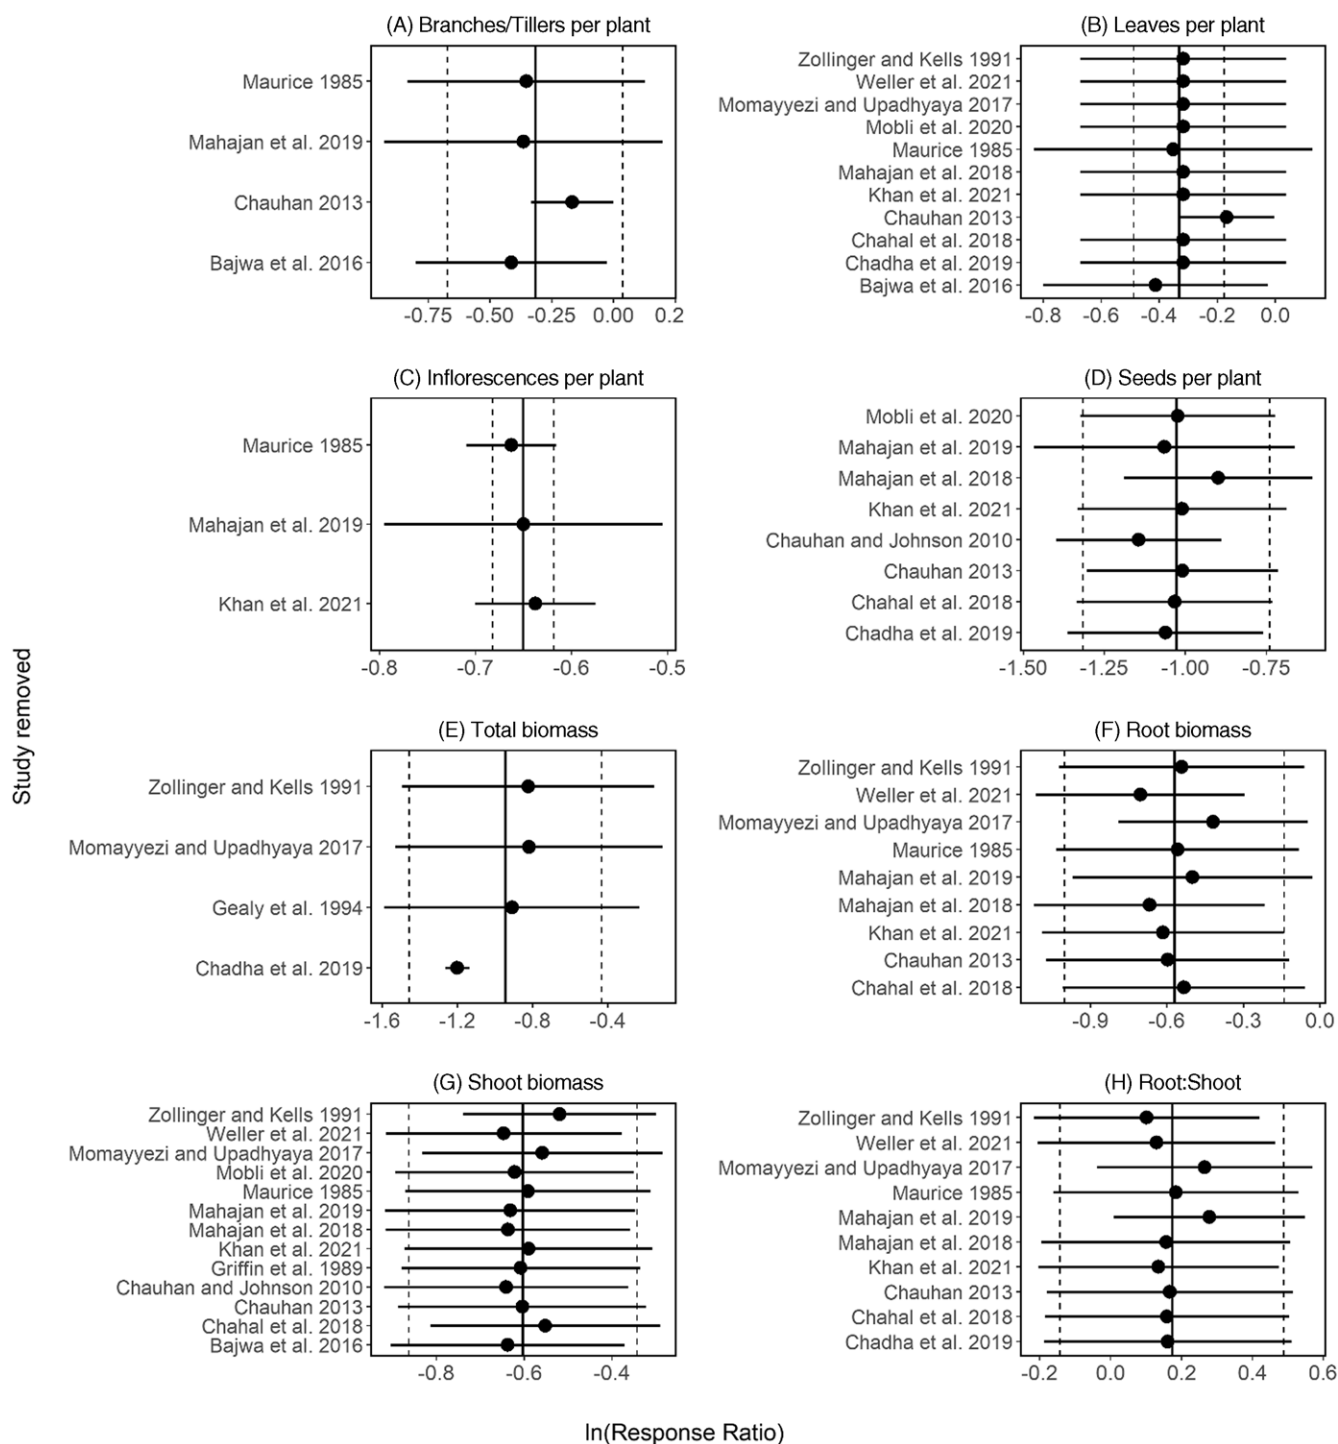 (A) Branches/Tillers per plant
Maurice 1985
Mahajan et al. 2019
Chauhan 2013
Bajwa et al. 2016
-0.75 -0.50 -0.25 0.00 0.2
(B) Leaves per plant
Zollinger and Kells 1991
Weller et al. 2021
Momayyezi and Upadhyaya 2017
Mobli et al. 2020
Maurice 1985
Mahajan et al. 2018
Khan et al. 2021
Chauhan 2013
Chahal et al. 2018
Chadha et al. 2019
Bajwa et al. 2016
-0.8 -0.6 -0.4 -0.2 0.0
(C) Inflorescences per plant
Maurice 1985
Mahajan et al. 2019
Khan et al. 2021
-0.8 -0.7 -0.6 -0.5
(D) Seeds per plant
Mobli et al. 2020
Mahajan et al. 2019
Mahajan et al. 2018
Khan et al. 2021
Chauhan and Johnson 2010
Chauhan 2013
Chahal et al. 2018
Chadha et al. 2019
-1.50 -1.25 -1.00 -0.75
Study removed
(E) Total biomass
Zollinger and Kells 1991
Momayyezi and Upadhyaya 2017
Gealy et al. 1994
Chadha et al. 2019
-1.6 -1.2 -0.8 -0.4
(F) Root biomass
Zollinger and Kells 1991
Weller et al. 2021
Momayyezi and Upadhyaya 2017
Maurice 1985
Mahajan et al. 2019
Mahajan et al. 2018
Khan et al. 2021
Chauhan 2013
Chahal et al. 2018
-0.9 -0.6 -0.3 0.0
(G) Shoot biomass
Zollinger and Kells 1991
Weller et al. 2021
Momayyezi and Upadhyaya 2017
Mobli et al. 2020
Maurice 1985
Mahajan et al. 2019
Mahajan et al. 2018
Khan et al. 2021
Griffin et al. 1989
Chauhan and Johnson 2010
Chauhan 2013
Chahal et al. 2018
Bajwa et al. 2016
-0.8 -0.6 -0.4
(H) Root:Shoot
Zollinger and Kells 1991
Weller et al. 2021
Momayyezi and Upadhyaya 2017
Maurice 1985
Mahajan et al. 2019
Mahajan et al. 2018
Khan et al. 2021
Chauhan 2013
Chahal et al. 2018
Chadha et al. 2019
-0.2 0.0 0.2 0.4 0.6
ln(Response Ratio)